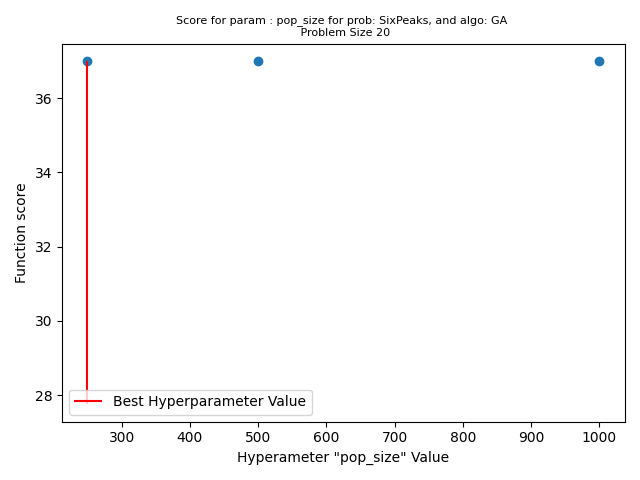 Score for param : pop_size for prob: SixPeaks, and algo: GA
Problem Size 20
36
34
32
30
28
Function score
Best Hyperparameter Value
300 400 500 600 700 800 900 1000
Hyperameter "pop_size" Value